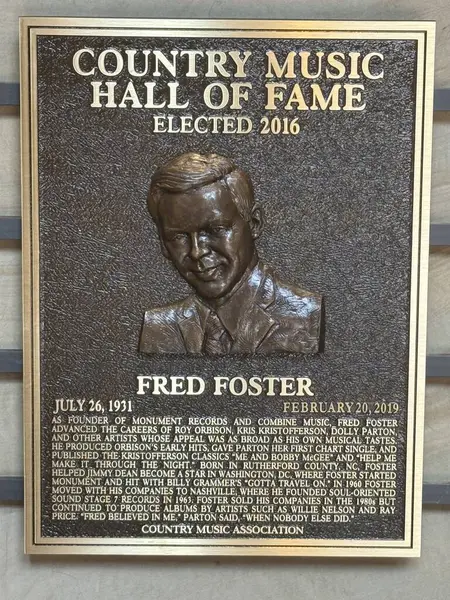 COUNTRY MUSIC
HALL OF FAME
ELECTED 2016
FRED FOSTER
JULY 26, 1931 FEBRUARY 20, 2019
AS FOUNDER OF MONUMENT RECORDS AND COMBINE MUSIC, FRED FOSTER
ADVANCED THE CAREERS OF ROY ORBISON, KRIS KRISTOFFERSON, DOLLY PARTON,
AND OTHER ARTISTS WHOSE APPEAL WAS AS BROAD AS HIS OWN MUSICAL TASTES.
HE PRODUCED ORBISON'S HITS, GAVE PARTON HER FIRST CHART SINGLE, AND
PUBLISHED THE KRISTOFFERSON CLASSICS "ME AND BOBBY McGEE" AND "HELP ME
MAKE IT THROUGH THE NIGHT." BORN IN RUTHERFORD COUNTY, NC, FOSTER
HELPED JIMMY DEAN BECOME A STAR IN WASHINGTON, DC, WHERE FOSTER STARTED
MONUMENT AND HIT WITH BILLY GRAMMER'S "GOTTA TRAVEL ON." IN 1960 FOSTER
MOVED WITH HIS COMPANIES TO NASHVILLE, WHERE HE FOUNDED SOUL-ORIENTED
SOUND STAGE 7 RECORDS IN 1963. FOSTER SOLD HIS COMPANIES IN THE 1980s BUT
CONTINUED TO PRODUCE ALBUMS BY ARTISTS SUCH AS WILLIE NELSON AND RAY
PRICE. "FRED BELIEVED IN ME," PARTON SAID, "WHEN NOBODY ELSE DID."
COUNTRY MUSIC ASSOCIATION